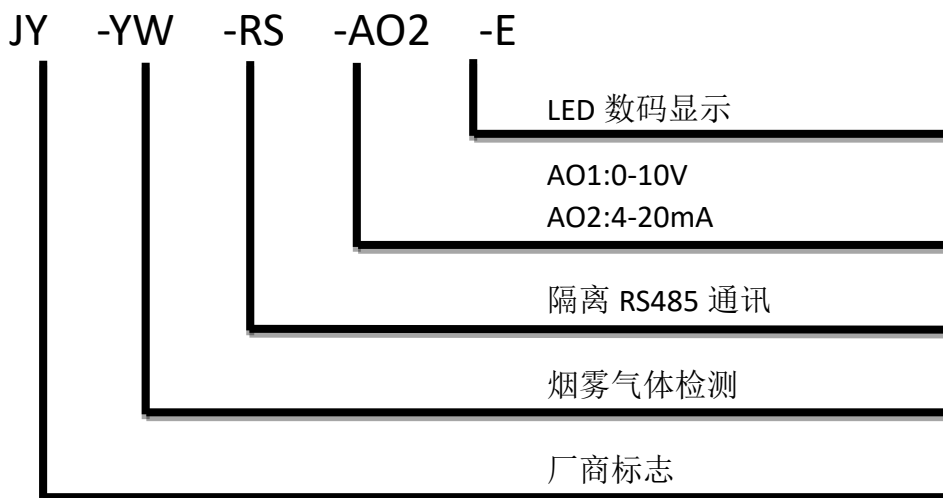 JY -YW -RS -AO2 -E
LED 数码显示
AO1:0-10V
AO2:4-20mA
隔离 RS485 通讯
烟雾气体检测
厂商标志